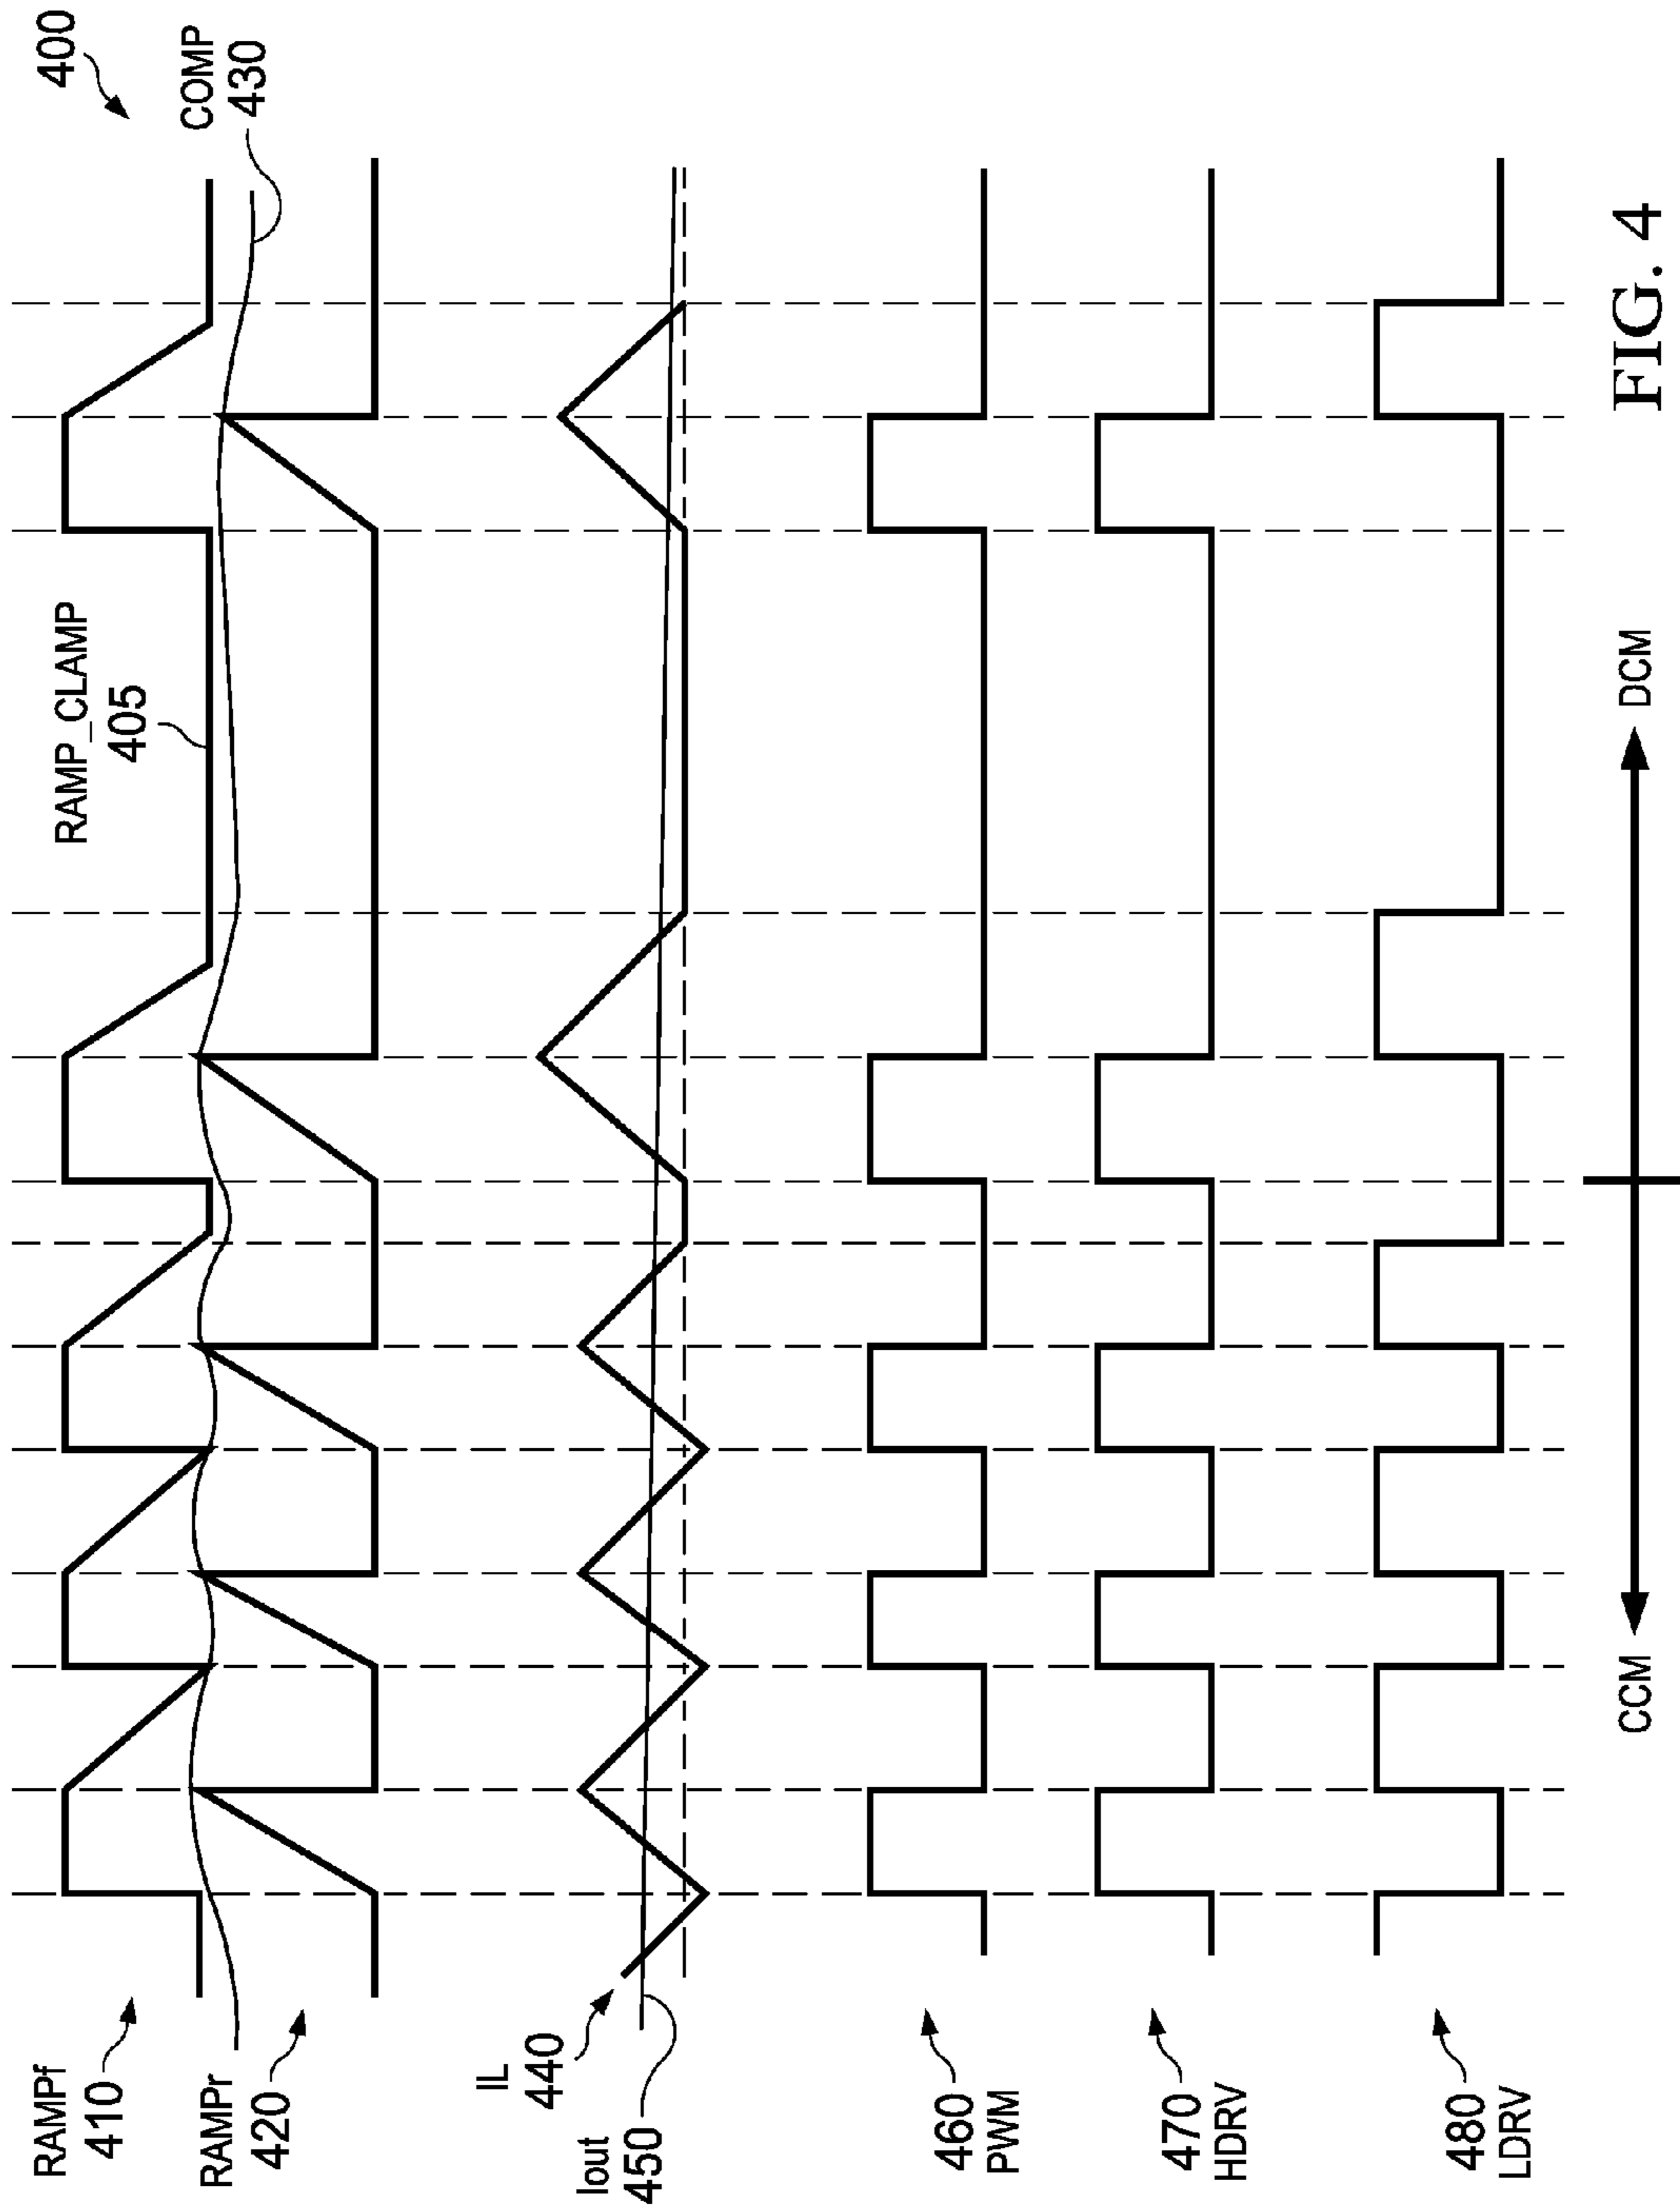 400
RAMPf
410
RAMP_CLAMP
405
COMP
430
RAMPr
420
IL
440
Iout
450
460
PWM
470
HDRV
480
LDRV
CCM
DCM
FIG. 4